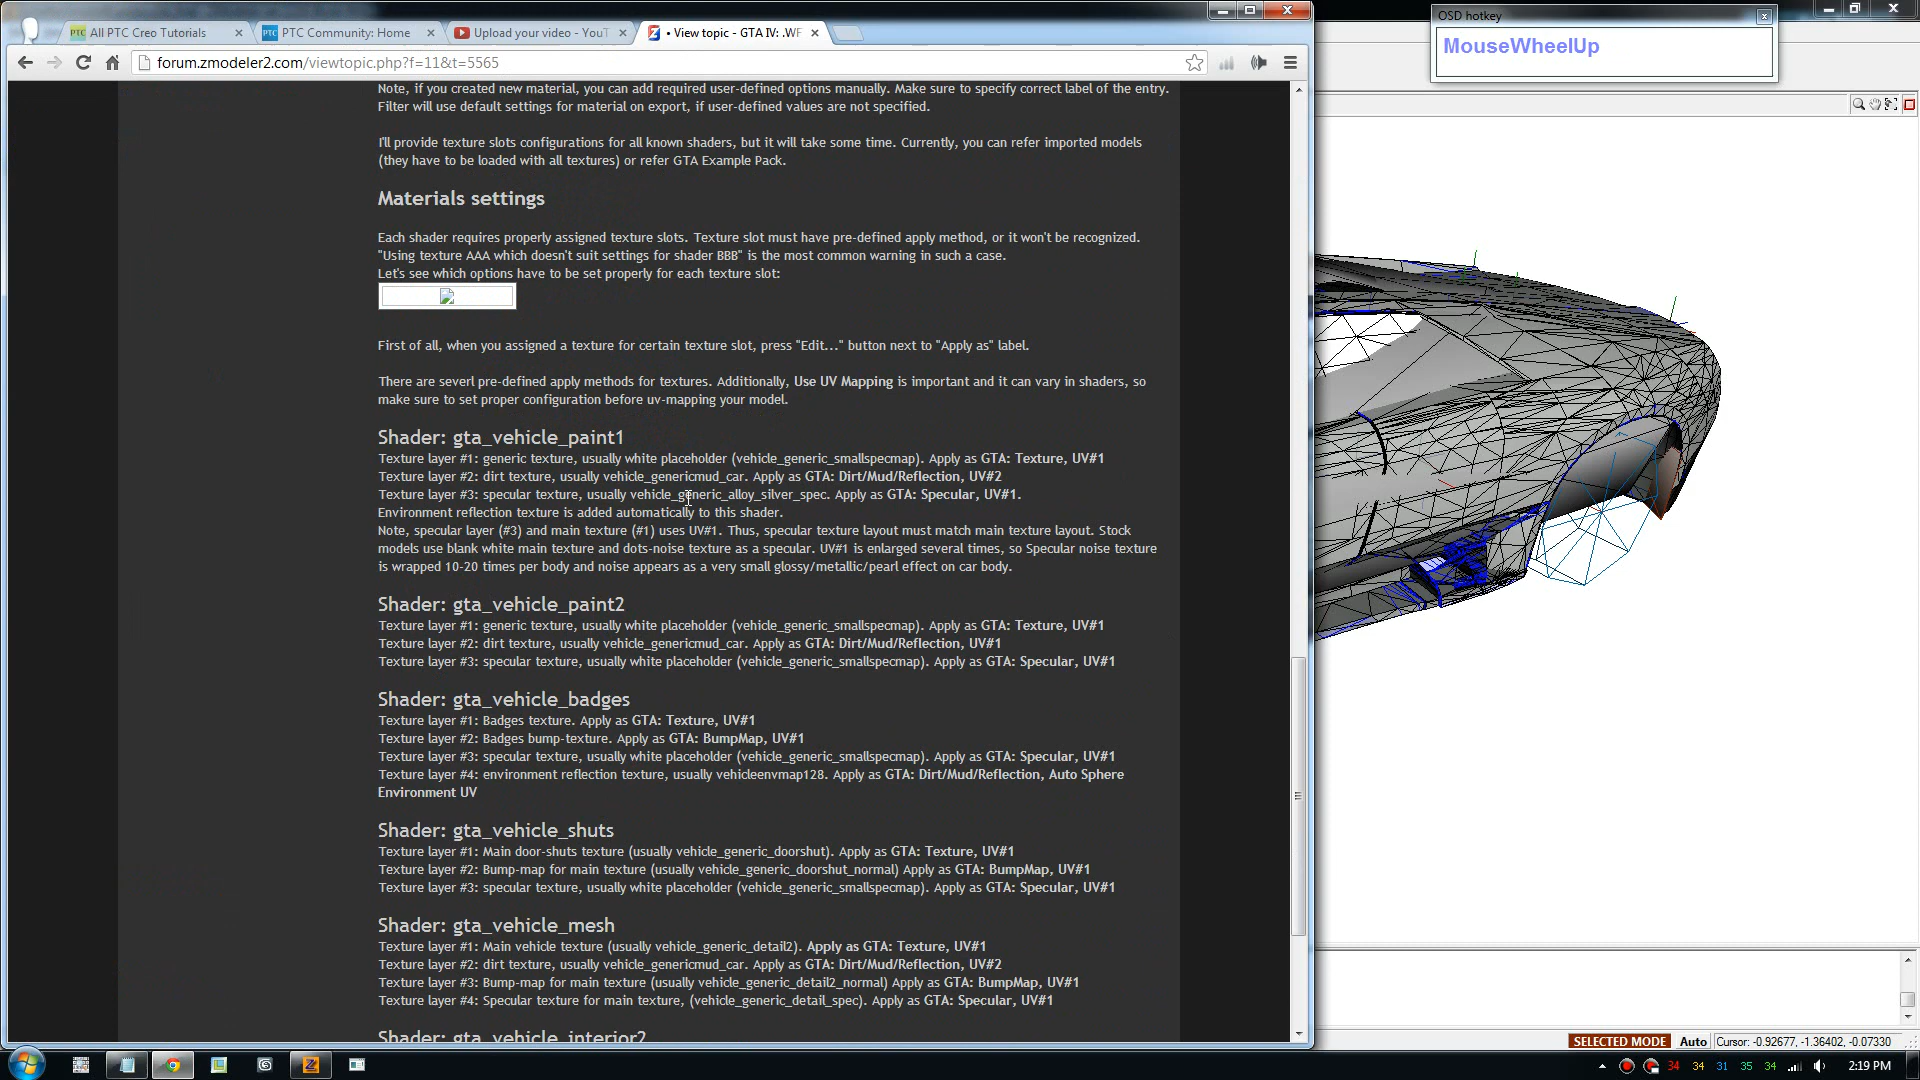 OSD hotkey
MouseWheelUp
All PTC Creo Tutorials
PTC Community: Home
Upload your video - YouT
• View topic - GTA IV: .WF
forum.zmodeler2.com/viewtopic.php?f=11&t=5565
Note, if you created new material, you can add required user-defined options manually. Make sure to specify correct label of the entry.
Filter will use default settings for material on export, if user-defined values are not specified.
I'll provide texture slots configurations for all known shaders, but it will take some time. Currently, you can refer imported models
(they have to be loaded with all textures) or refer GTA Example Pack.
Materials settings
Each shader requires properly assigned texture slots. Texture slot must have pre-defined apply method, or it won't be recognized.
"Using texture AAA which doesn't suit settings for shader BBB" is the most common warning in such a case.
Let's see which options have to be set properly for each texture slot:
First of all, when you assigned a texture for certain texture slot, press "Edit..." button next to "Apply as" label.
There are severl pre-defined apply methods for textures. Additionally, Use UV Mapping is important and it can vary in shaders, so
make sure to set proper configuration before uv-mapping your model.
Shader: gta_vehicle_paint1
Texture layer #1: generic texture, usually white placeholder (vehicle_generic_smallspecmap). Apply as GTA: Texture, UV#1
Texture layer #2: dirt texture, usually vehicle_genericmud_car. Apply as GTA: Dirt/Mud/Reflection, UV#2
Texture layer #3: specular texture, usually vehicle_generic_alloy_silver_spec. Apply as GTA: Specular, UV#1.
Environment reflection texture is added automatically to this shader.
Note, specular layer (#3) and main texture (#1) uses UV#1. Thus, specular texture layout must match main texture layout. Stock
models use blank white main texture and dots-noise texture as a specular. UV#1 is enlarged several times, so Specular noise texture
is wrapped 10-20 times per body and noise appears as a very small glossy/metallic/pearl effect on car body.
Shader: gta_vehicle_paint2
Texture layer #1: generic texture, usually white placeholder (vehicle_generic_smallspecmap). Apply as GTA: Texture, UV#1
Texture layer #2: dirt texture, usually vehicle_genericmud_car. Apply as GTA: Dirt/Mud/Reflection, UV#1
Texture layer #3: specular texture, usually white placeholder (vehicle_generic_smallspecmap). Apply as GTA: Specular, UV#1
Shader: gta_vehicle_badges
Texture layer #1: Badges texture. Apply as GTA: Texture, UV#1
Texture layer #2: Badges bump-texture. Apply as GTA: BumpMap, UV#1
Texture layer #3: specular texture, usually white placeholder (vehicle_generic_smallspecmap). Apply as GTA: Specular, UV#1
Texture layer #4: environment reflection texture, usually vehicleenvmap128. Apply as GTA: Dirt/Mud/Reflection, Auto Sphere
Environment UV
Shader: gta_vehicle_shuts
Texture layer #1: Main door-shuts texture (usually vehicle_generic_doorshut). Apply as GTA: Texture, UV#1
Texture layer #2: Bump-map for main texture (usually vehicle_generic_doorshut_normal) Apply as GTA: BumpMap, UV#1
Texture layer #3: specular texture, usually white placeholder (vehicle_generic_smallspecmap). Apply as GTA: Specular, UV#1
Shader: gta_vehicle_mesh
Texture layer #1: Main vehicle texture (usually vehicle_generic_detail2). Apply as GTA: Texture, UV#1
Texture layer #2: dirt texture, usually vehicle_genericmud_car. Apply as GTA: Dirt/Mud/Reflection, UV#2
Texture layer #3: Bump-map for main texture (usually vehicle_generic_detail2_normal) Apply as GTA: BumpMap, UV#1
Texture layer #4: Specular texture for main texture, (vehicle_generic_detail_spec). Apply as GTA: Specular, UV#1
Shader: gta_vehicle_interior2
SELECTED MODE Auto Cursor: -0.92677, -1.36402, -0.07330
34 34 31 35 34 2:19 PM